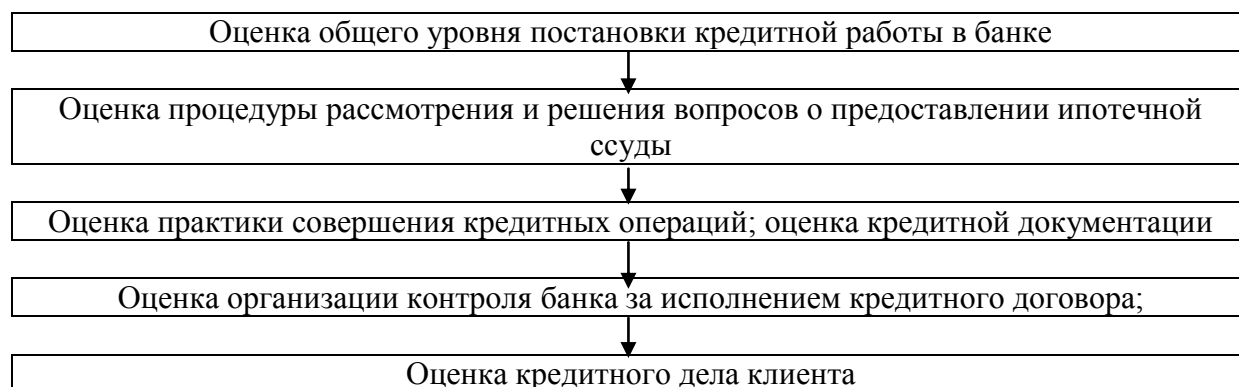 Оценка общего уровня постановки кредитной работы в банке
Оценка процедуры рассмотрения и решения вопросов о предоставлении ипотечной
ссуды
Оценка практики совершения кредитных операций; оценка кредитной документации
Оценка организации контроля банка за исполнением кредитного договора;
Оценка кредитного дела клиента